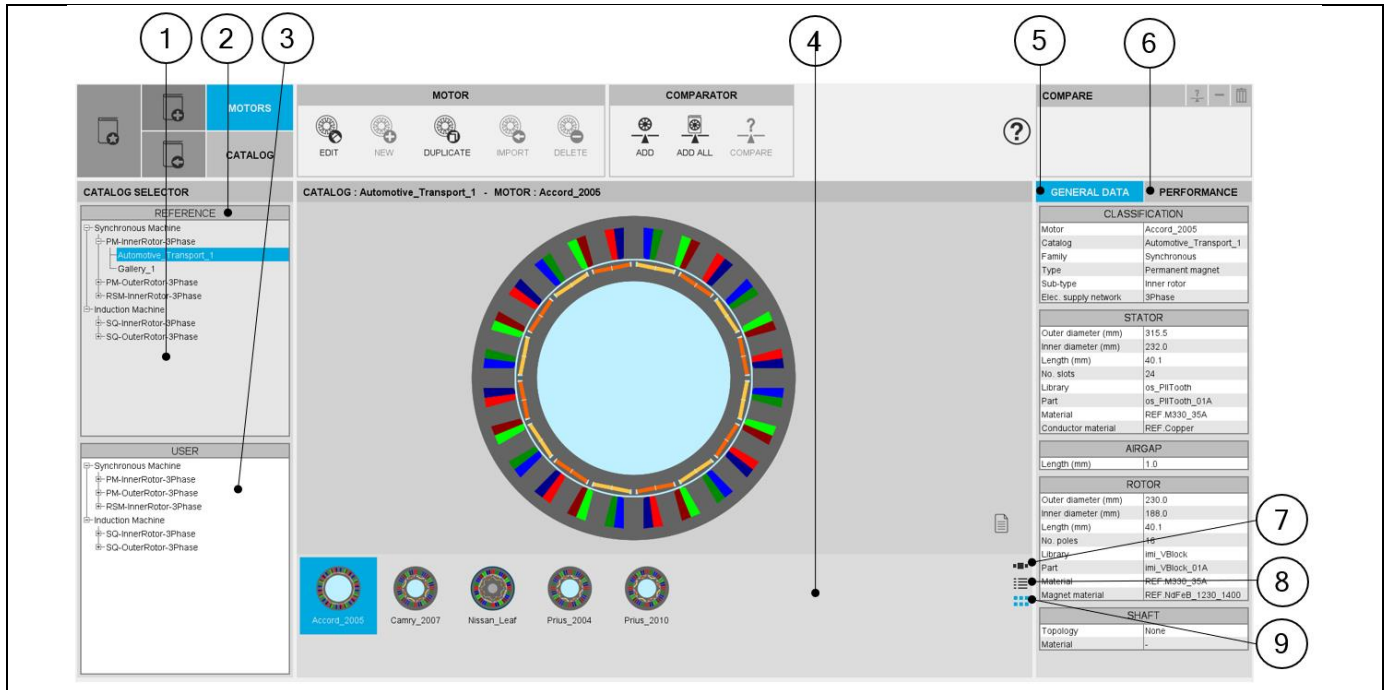 1 2 3 4 5 6
MOTORS
CATALOG
MOTOR
EDIT NEW DUPLICATE IMPORT DELETE
COMPARATOR
ADD ADD ALL COMPARE
?
COMPARE
CATALOG SELECTOR
REFERENCE
Synchronous Machine
PM-InnerRotor-3Phase
Automotive_Transport_1
Gallery_1
PM-OuterRotor-3Phase
RSM-InnerRotor-3Phase
Induction Machine
SQ-InnerRotor-3Phase
SQ-OuterRotor-3Phase
USER
Synchronous Machine
PM-InnerRotor-3Phase
PM-OuterRotor-3Phase
RSM-InnerRotor-3Phase
Induction Machine
SQ-InnerRotor-3Phase
SQ-OuterRotor-3Phase
CATALOG : Automotive_Transport_1 - MOTOR : Accord_2005
Accord_2005 Camry_2007 Nissan_Leaf Prius_2004 Prius_2010
GENERAL DATA PERFORMANCE
CLASSIFICATION
Motor Accord_2005
Catalog Automotive_Transport_1
Family Synchronous
Type Permanent magnet
Sub-type Inner rotor
Elec. supply network 3Phase
STATOR
Outer diameter (mm) 315.5
Inner diameter (mm) 232.0
Length (mm) 40.1
No. slots 24
Library os_PllTooth
Part os_PllTooth_01A
Material REF.M330_35A
Conductor material REF.Copper
AIRGAP
Length (mm) 1.0
ROTOR
Outer diameter (mm) 230.0
Inner diameter (mm) 188.0
Length (mm) 40.1
No. poles 16
Library imi_VBlock
Part imi_VBlock_01A
Material REF.M330_35A
Magnet material REF.NdFeB_1230_1400
SHAFT
Topology None
Material -
7
8
9